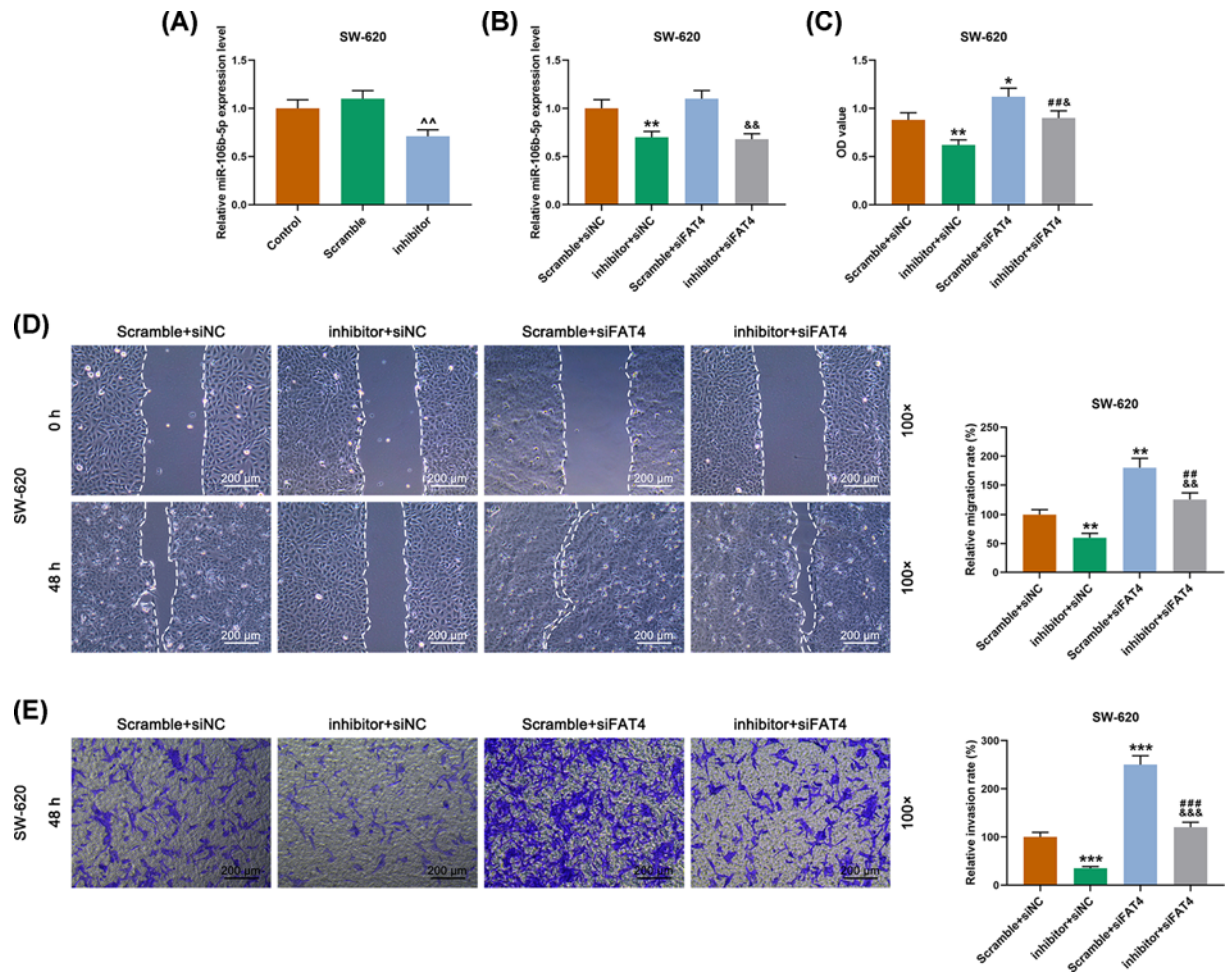 (A)
SW-620
Relative miR-106b-5p expression level
1.5
1.0
0.5
0.0
^^
Control
Scramble
inhibitor
(B)
SW-620
Relative miR-106b-5p expression level
1.5
1.0
0.5
0.0
**
&&
Scramble+siNC
inhibitor+siNC
Scramble+siFAT4
inhibitor+siFAT4
(C)
SW-620
OD value
1.5
1.0
0.5
0.0
**
*
##&
Scramble+siNC
inhibitor+siNC
Scramble+siFAT4
inhibitor+siFAT4
(D)
Scramble+siNC
inhibitor+siNC
Scramble+siFAT4
inhibitor+siFAT4
SW-620
0 h
200 µm
200 µm
200 µm
200 µm
100×
48 h
200 µm
200 µm
200 µm
200 µm
100×
SW-620
Relative migration rate (%)
250
200
150
100
50
0
**
**
##
&&
Scramble+siNC
inhibitor+siNC
Scramble+siFAT4
inhibitor+siFAT4
(E)
Scramble+siNC
inhibitor+siNC
Scramble+siFAT4
inhibitor+siFAT4
SW-620
48 h
200 µm
200 µm
200 µm
200 µm
100×
SW-620
Relative invasion rate (%)
300
200
100
0
***
***
###
&&&
Scramble+siNC
inhibitor+siNC
Scramble+siFAT4
inhibitor+siFAT4